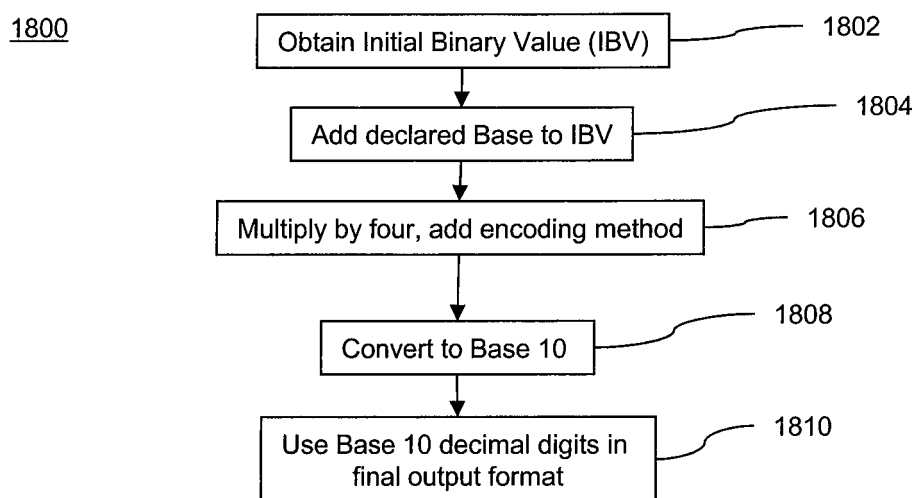 1800
Obtain Initial Binary Value (IBV)
1802
Add declared Base to IBV
1804
Multiply by four, add encoding method
1806
Convert to Base 10
1808
Use Base 10 decimal digits in
final output format
1810